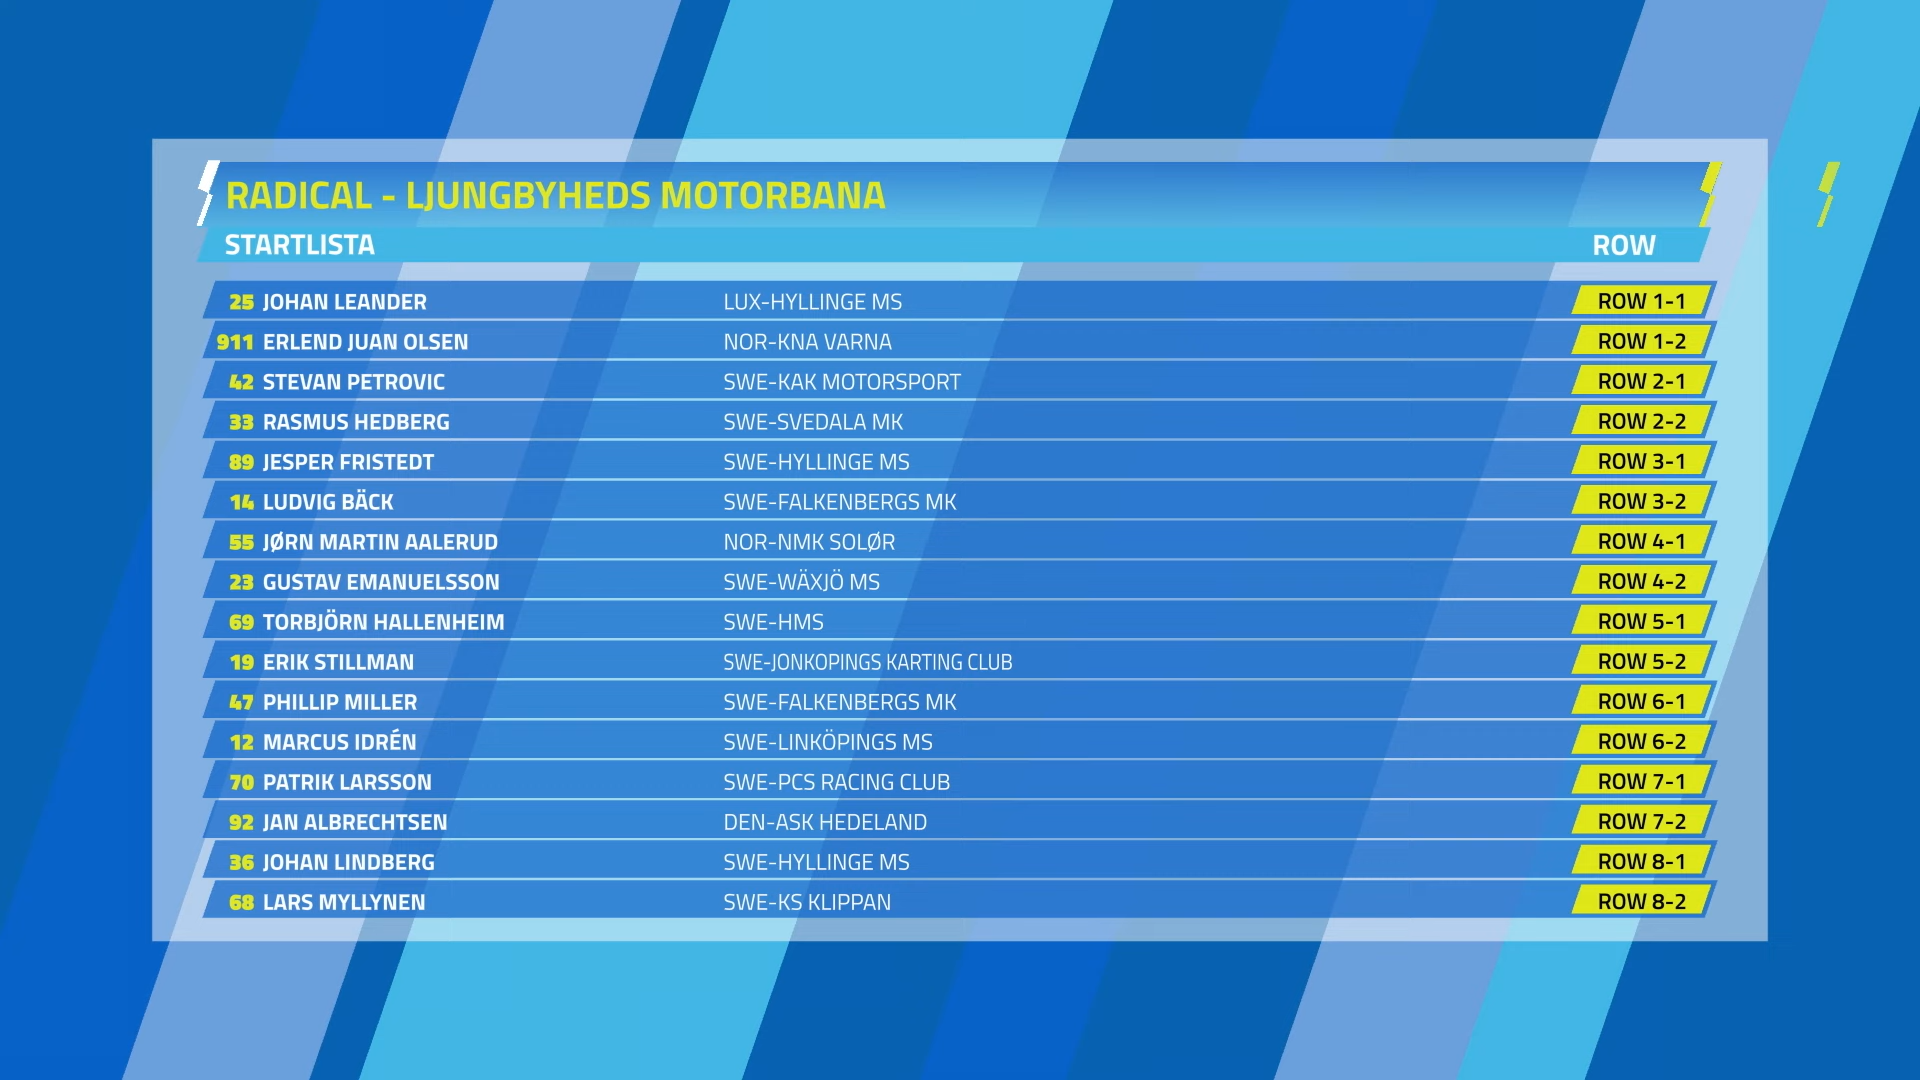 RADICAL - LJUNGBYHEDS MOTORBANA
STARTLISTA ROW
25 JOHAN LEANDER LUX-HYLLINGE MS ROW 1-1
911 ERLEND JUAN OLSEN NOR-KNA VARNA ROW 1-2
42 STEVAN PETROVIC SWE-KAK MOTORSPORT ROW 2-1
33 RASMUS HEDBERG SWE-SVEDALA MK ROW 2-2
89 JESPER FRISTEDT SWE-HYLLINGE MS ROW 3-1
14 LUDVIG BÄCK SWE-FALKENBERGS MK ROW 3-2
55 JØRN MARTIN AALERUD NOR-NMK SOLØR ROW 4-1
23 GUSTAV EMANUELSSON SWE-WÄXJÖ MS ROW 4-2
69 TORBJÖRN HALLENHEIM SWE-HMS ROW 5-1
19 ERIK STILLMAN SWE-JONKOPINGS KARTING CLUB ROW 5-2
47 PHILLIP MILLER SWE-FALKENBERGS MK ROW 6-1
12 MARCUS IDRÉN SWE-LINKÖPINGS MS ROW 6-2
70 PATRIK LARSSON SWE-PCS RACING CLUB ROW 7-1
92 JAN ALBRECHTSEN DEN-ASK HEDELAND ROW 7-2
36 JOHAN LINDBERG SWE-HYLLINGE MS ROW 8-1
68 LARS MYLLYNEN SWE-KS KLIPPAN ROW 8-2